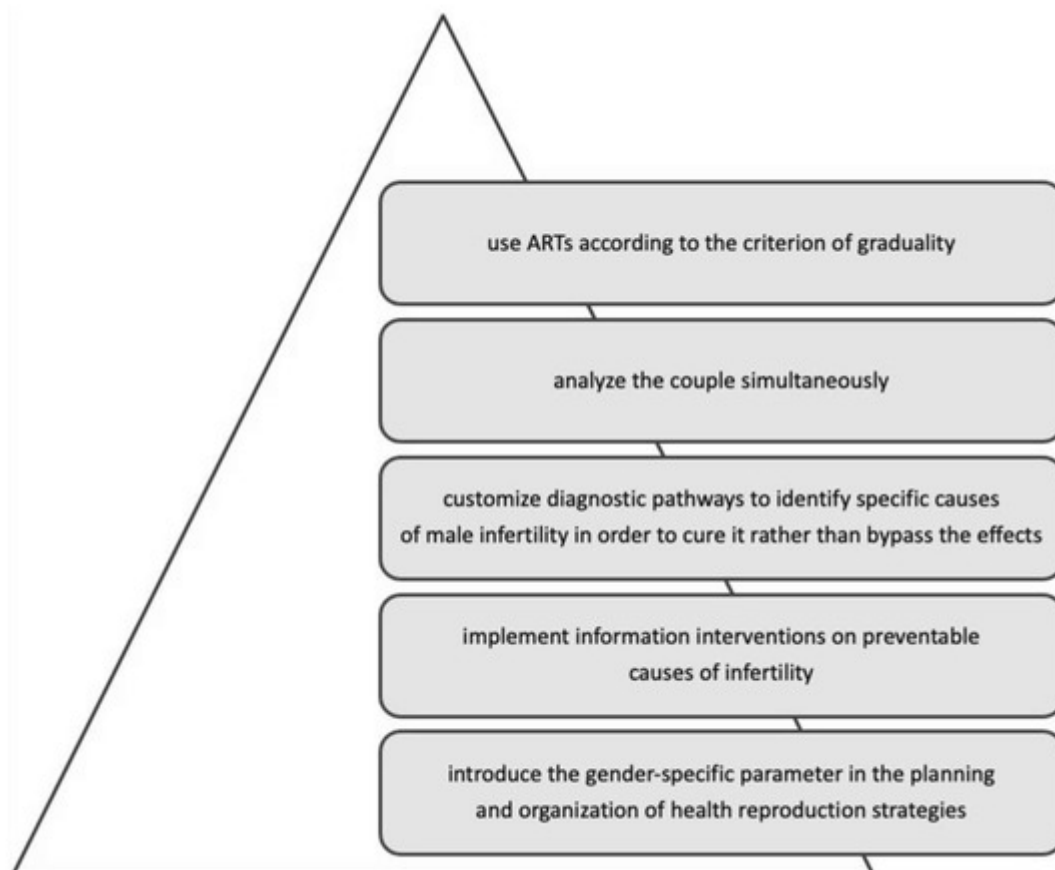 use ARTs according to the criterion of graduality
analyze the couple simultaneously
customize diagnostic pathways to identify specific causes
of male infertility in order to cure it rather than bypass the effects
implement information interventions on preventable
causes of infertility
introduce the gender-specific parameter in the planning
and organization of health reproduction strategies